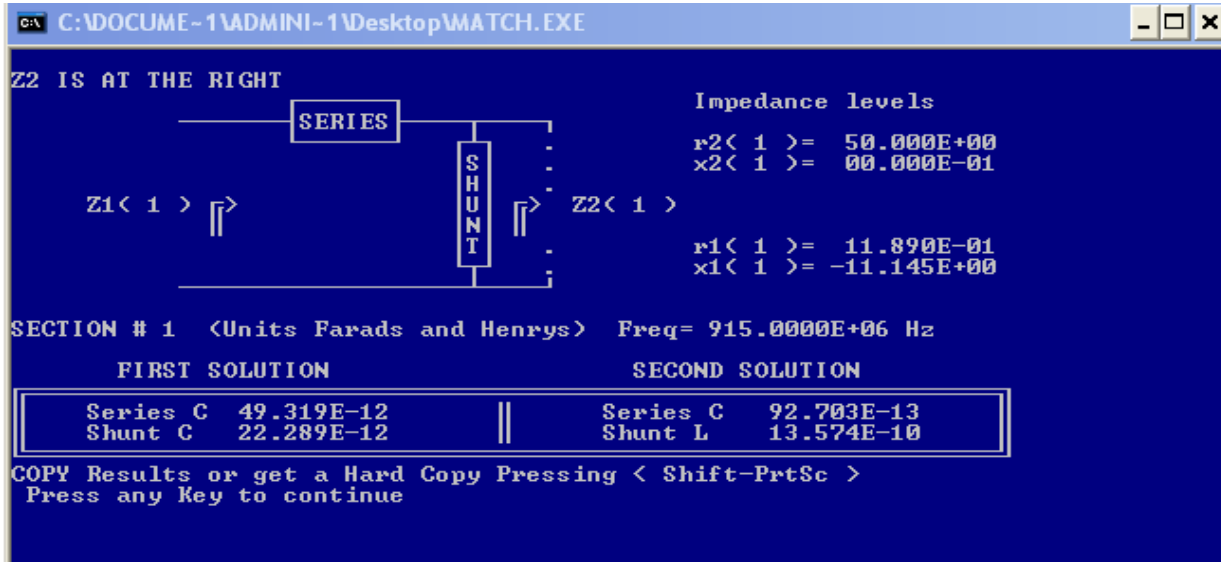 C:\DOCUME~1\ADMINI~1\Desktop\MATCH.EXE
Z2 IS AT THE RIGHT
Impedance levels
SERIES
r2( 1 )= 50.000E+00
x2( 1 )= 00.000E-01
SHUNT
Z1( 1 )
Z2( 1 )
r1( 1 )= 11.890E-01
x1( 1 )= -11.145E+00
SECTION # 1 (Units Farads and Henrys) Freq= 915.0000E+06 Hz
FIRST SOLUTION SECOND SOLUTION
Series C 49.319E-12 Series C 92.703E-13
Shunt C 22.289E-12 Shunt L 13.574E-10
COPY Results or get a Hard Copy Pressing < Shift-PrtSc >
Press any Key to continue